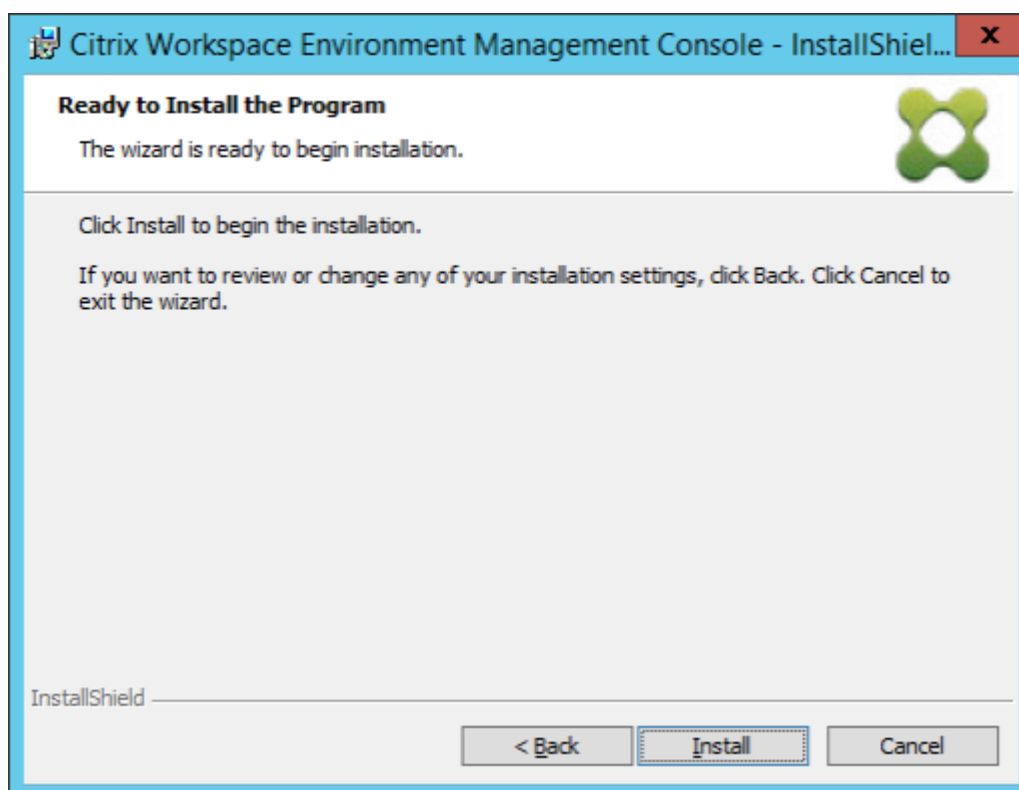 Citrix Workspace Environment Management Console - InstallShiel...
x
Ready to Install the Program
The wizard is ready to begin installation.
Click Install to begin the installation.
If you want to review or change any of your installation settings, click Back. Click Cancel to
exit the wizard.
InstallShield
< Back
Install
Cancel